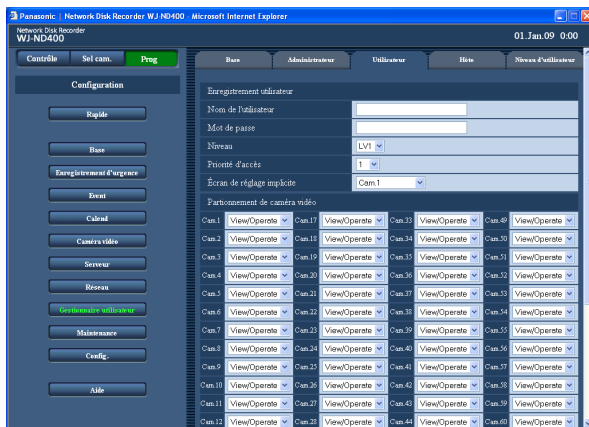 Panasonic | Network Disk Recorder WJ-ND400 - Microsoft Internet Explorer
Network Disk Recorder
WJ-ND400
01.Jan.09 0:00
Contrôle Sel cam. Prog
Base Administrateur Utilisateur Hôte Niveau d'utilisateur
Configuration
Rapide
Base
Enregistrement d'urgence
Event
Calend
Caméra vidéo
Serveur
Réseau
Gestionnaire utilisateur
Maintenance
Config.
Aide
Enregistrement utilisateur
Nom de l'utilisateur
Mot de passe
Niveau LV1
Priorité d'accès 1
Écran de réglage implicite Cam.1
Partionnement de caméra vidéo
Cam.1 View/Operate Cam.17 View/Operate Cam.33 View/Operate Cam.49 View/Operate
Cam.2 View/Operate Cam.18 View/Operate Cam.34 View/Operate Cam.50 View/Operate
Cam.3 View/Operate Cam.19 View/Operate Cam.35 View/Operate Cam.51 View/Operate
Cam.4 View/Operate Cam.20 View/Operate Cam.36 View/Operate Cam.52 View/Operate
Cam.5 View/Operate Cam.21 View/Operate Cam.37 View/Operate Cam.53 View/Operate
Cam.6 View/Operate Cam.22 View/Operate Cam.38 View/Operate Cam.54 View/Operate
Cam.7 View/Operate Cam.23 View/Operate Cam.39 View/Operate Cam.55 View/Operate
Cam.8 View/Operate Cam.24 View/Operate Cam.40 View/Operate Cam.56 View/Operate
Cam.9 View/Operate Cam.25 View/Operate Cam.41 View/Operate Cam.57 View/Operate
Cam.10 View/Operate Cam.26 View/Operate Cam.42 View/Operate Cam.58 View/Operate
Cam.11 View/Operate Cam.27 View/Operate Cam.43 View/Operate Cam.59 View/Operate
Cam.12 View/Operate Cam.28 View/Operate Cam.44 View/Operate Cam.60 View/Operate